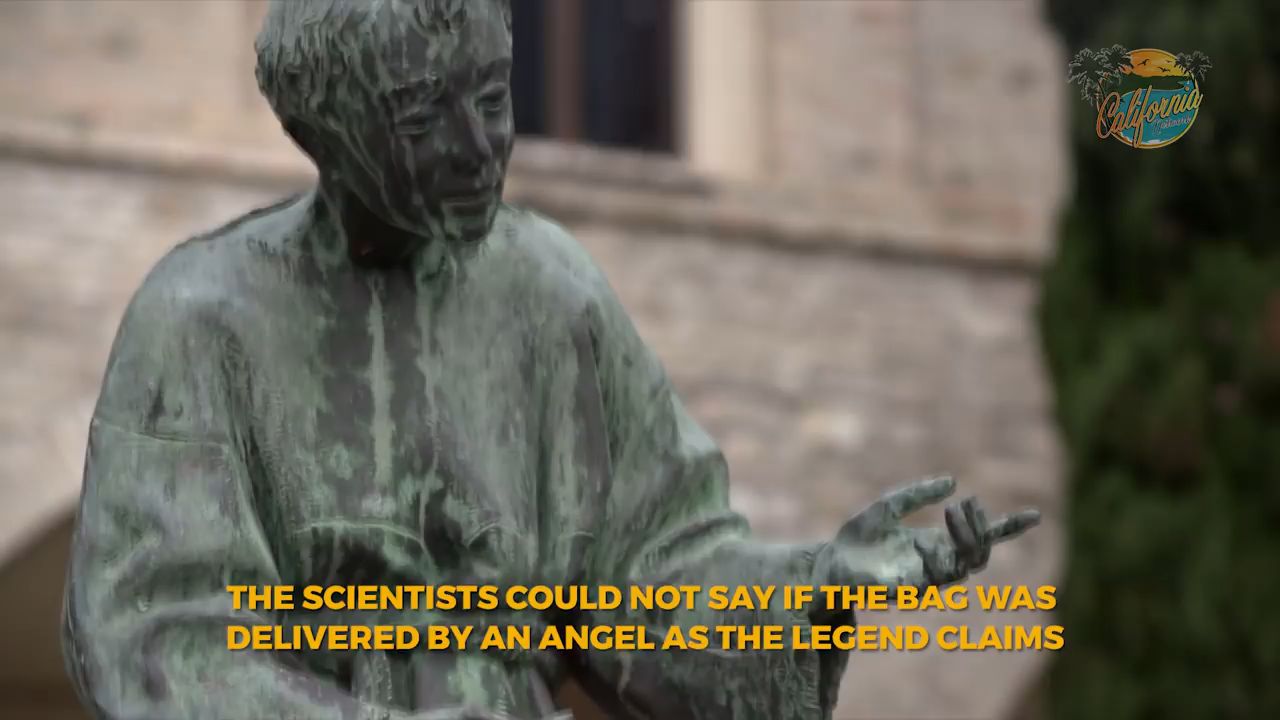 California
THE SCIENTISTS COULD NOT SAY IF THE BAG WAS
DELIVERED BY AN ANGEL AS THE LEGEND CLAIMS